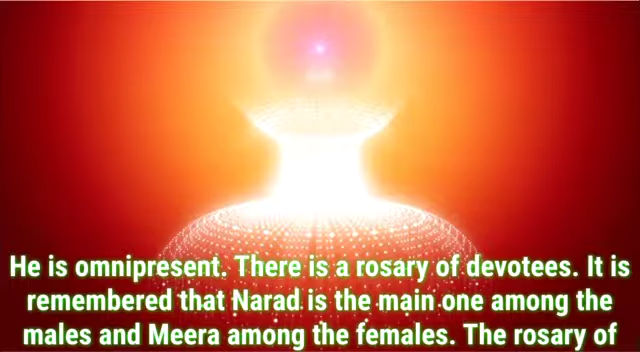 He is omnipresent. There is a rosary of devotees. It is
remembered that Narad is the main one among the
males and Meera among the females. The rosary of